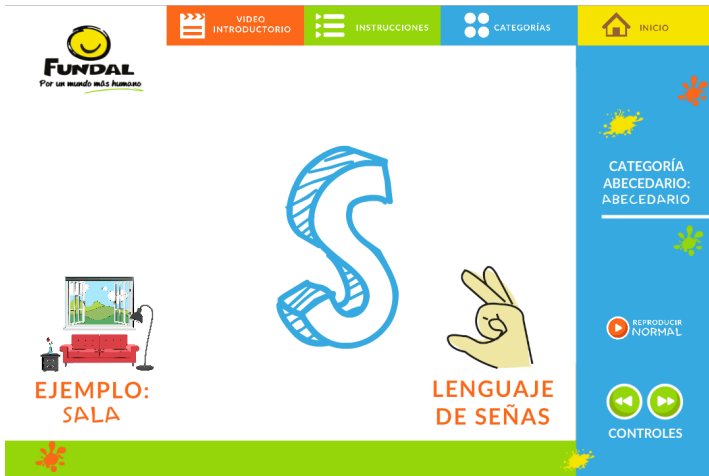 FUNDAL
Por un mundo más humano
VIDEO
INTRODUCTORIO
INSTRUCCIONES
CATEGORÍAS
INICIO
S
EJEMPLO:
SALA
LENGUAJE
DE SEÑAS
CATEGORÍA
ABECEDARIO:
ABECEDARIO
REPRODUCIR
NORMAL
CONTROLES